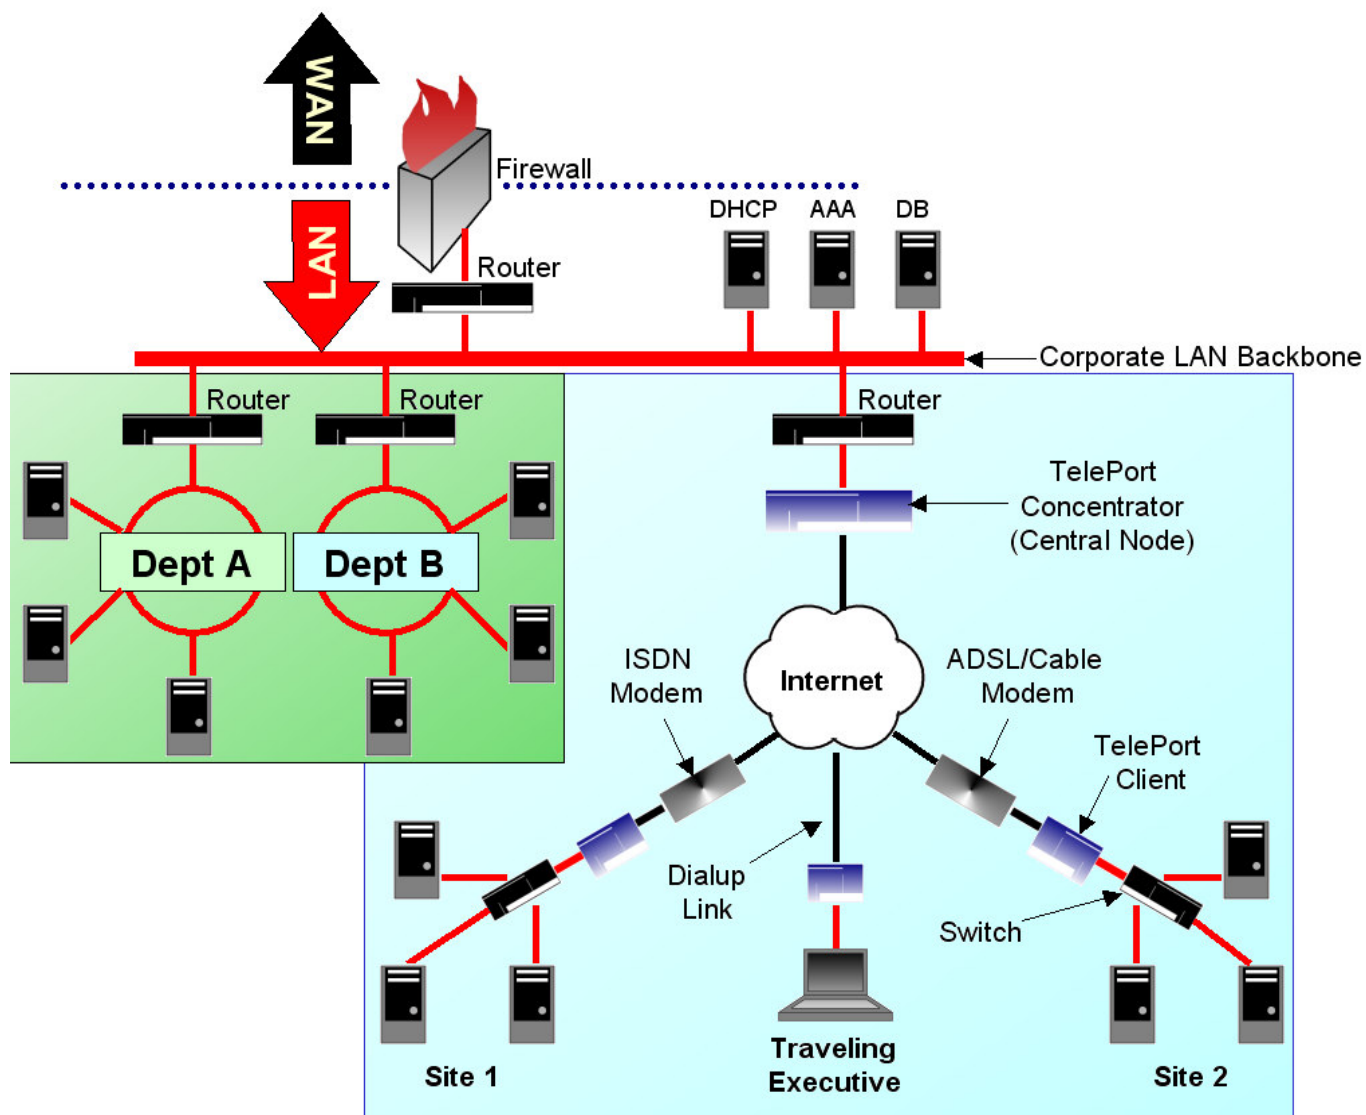 WAN
Firewall
LAN
DHCP
AAA
DB
Router
Corporate LAN Backbone
Router
Router
Router
TelePort
Concentrator
(Central Node)
Dept A
Dept B
ISDN
Modem
Internet
ADSL/Cable
Modem
TelePort
Client
Dialup
Link
Switch
Traveling
Executive
Site 1
Site 2